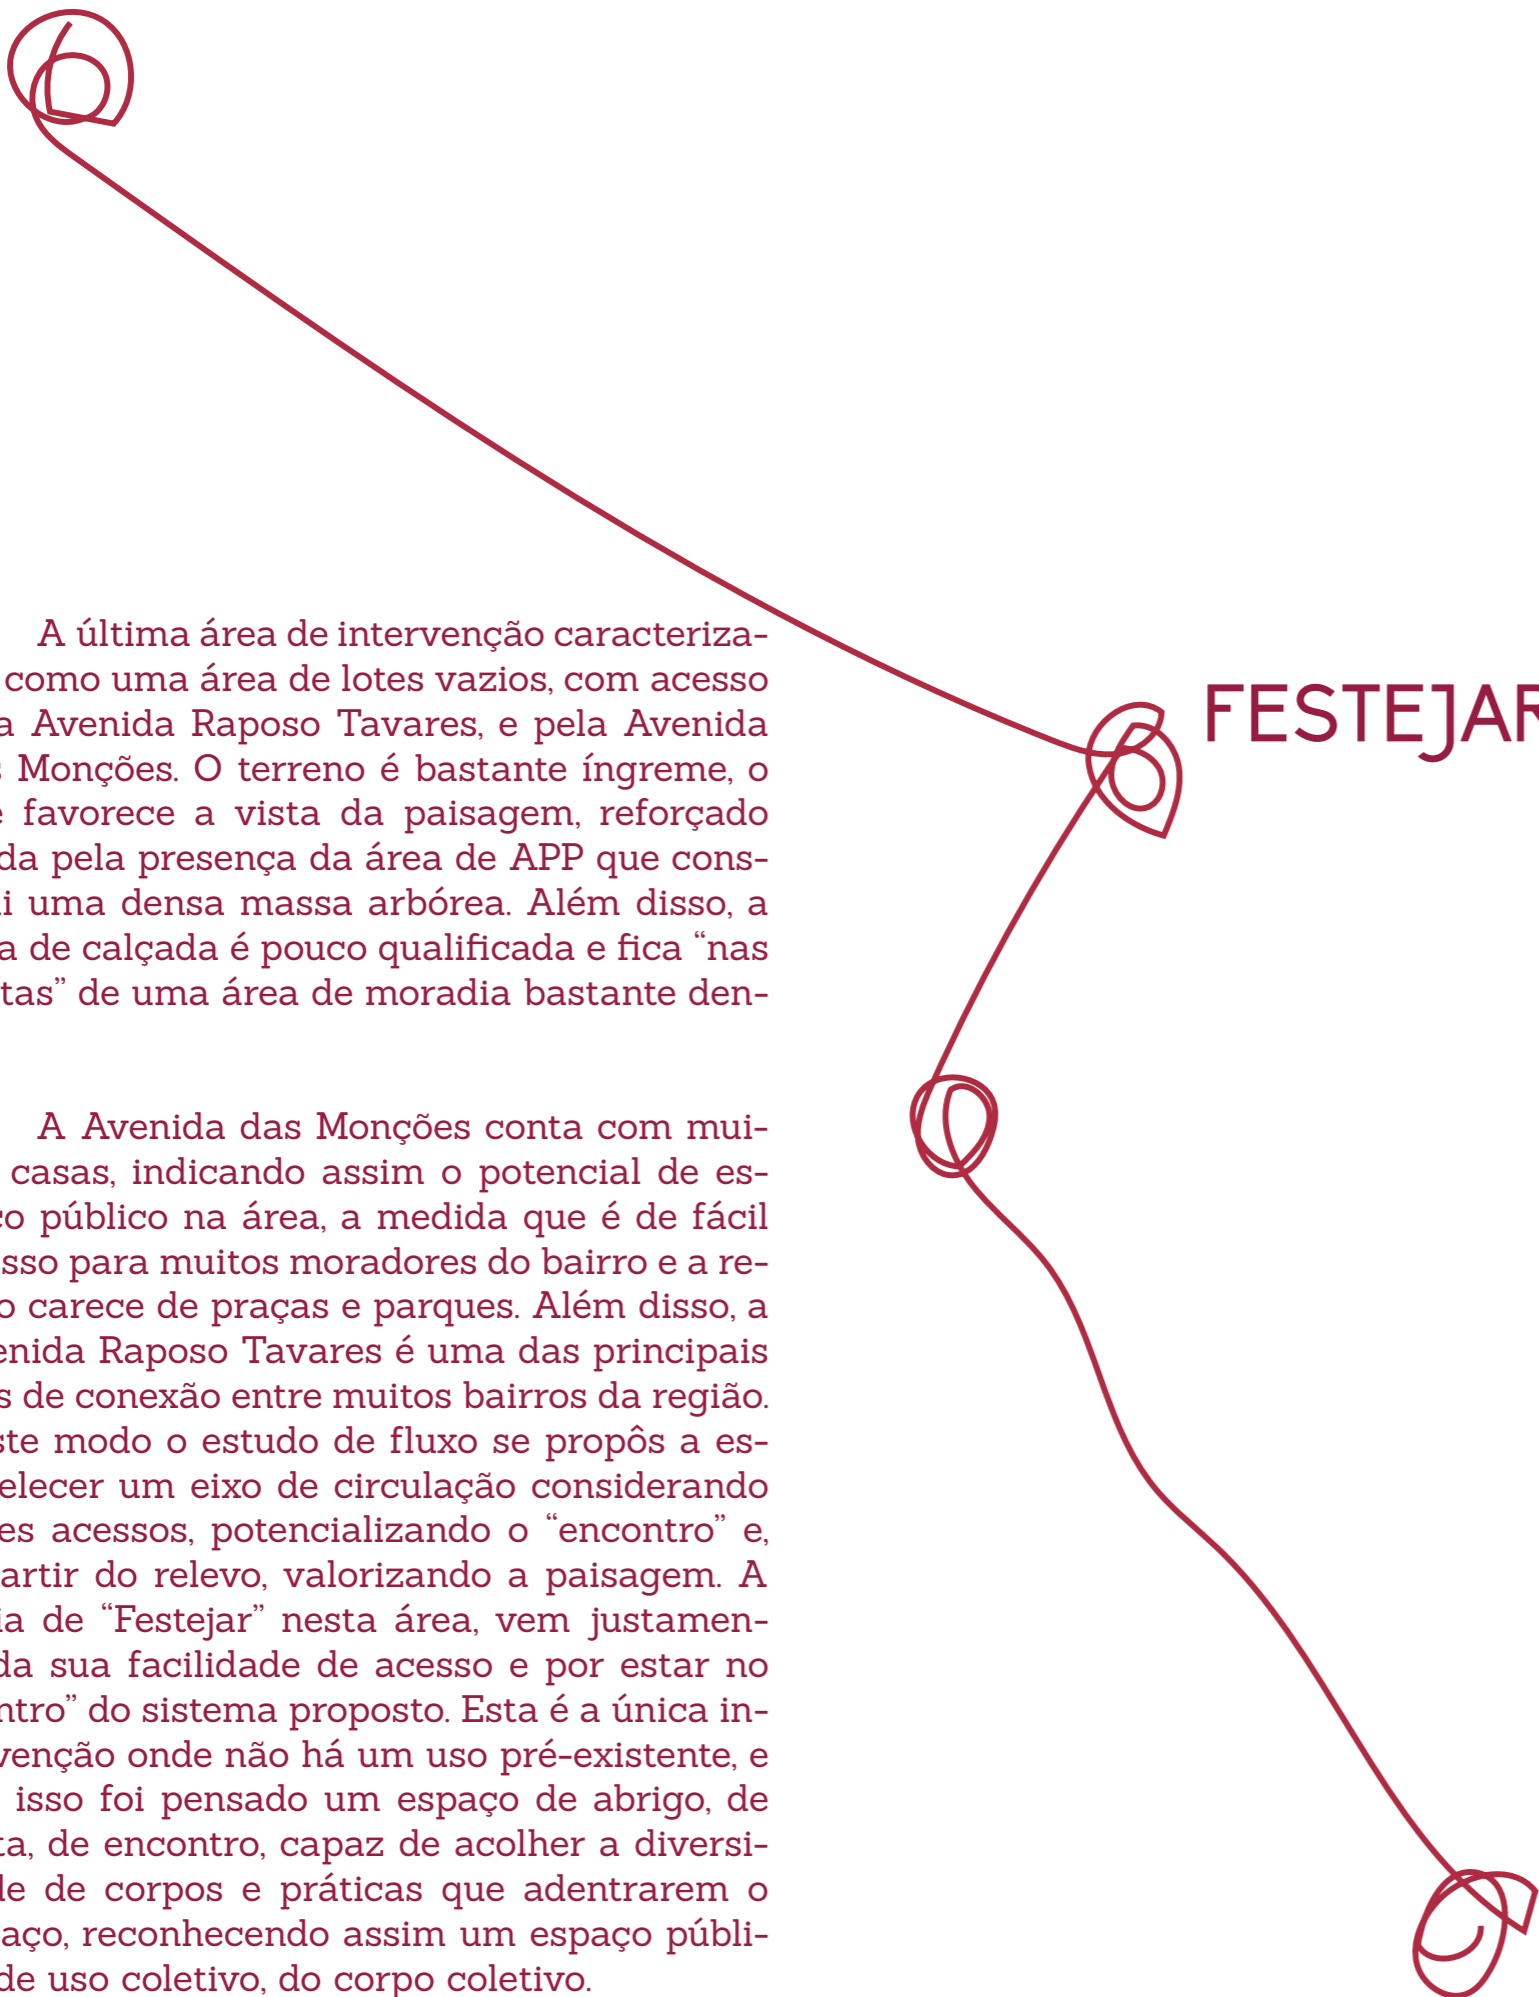 A última área de intervenção caracteriza-
como uma área de lotes vazios, com acesso
a Avenida Raposo Tavares, e pela Avenida
s Monções. O terreno é bastante íngreme, o
e favorece a vista da paisagem, reforçado
da pela presença da área de APP que cons-
i uma densa massa arbórea. Além disso, a
a de calçada é pouco qualificada e fica “nas
tas” de uma área de moradia bastante den-
A Avenida das Monções conta com mui-
casas, indicando assim o potencial de es-
o público na área, a medida que é de fácil
sso para muitos moradores do bairro e a re-
o carece de praças e parques. Além disso, a
enida Raposo Tavares é uma das principais
s de conexão entre muitos bairros da região.
ste modo o estudo de fluxo se propôs a es-
elecer um eixo de circulação considerando
es acessos, potencializando o “encontro” e,
artir do relevo, valorizando a paisagem. A
ia de “Festejar” nesta área, vem justamen-
da sua facilidade de acesso e por estar no
ntro” do sistema proposto. Esta é a única in-
venção onde não há um uso pré-existente, e
isso foi pensado um espaço de abrigo, de
ta, de encontro, capaz de acolher a diversi-
de de corpos e práticas que adentrarem o
aço, reconhecendo assim um espaço públi-
de uso coletivo, do corpo coletivo.
FESTEJAR